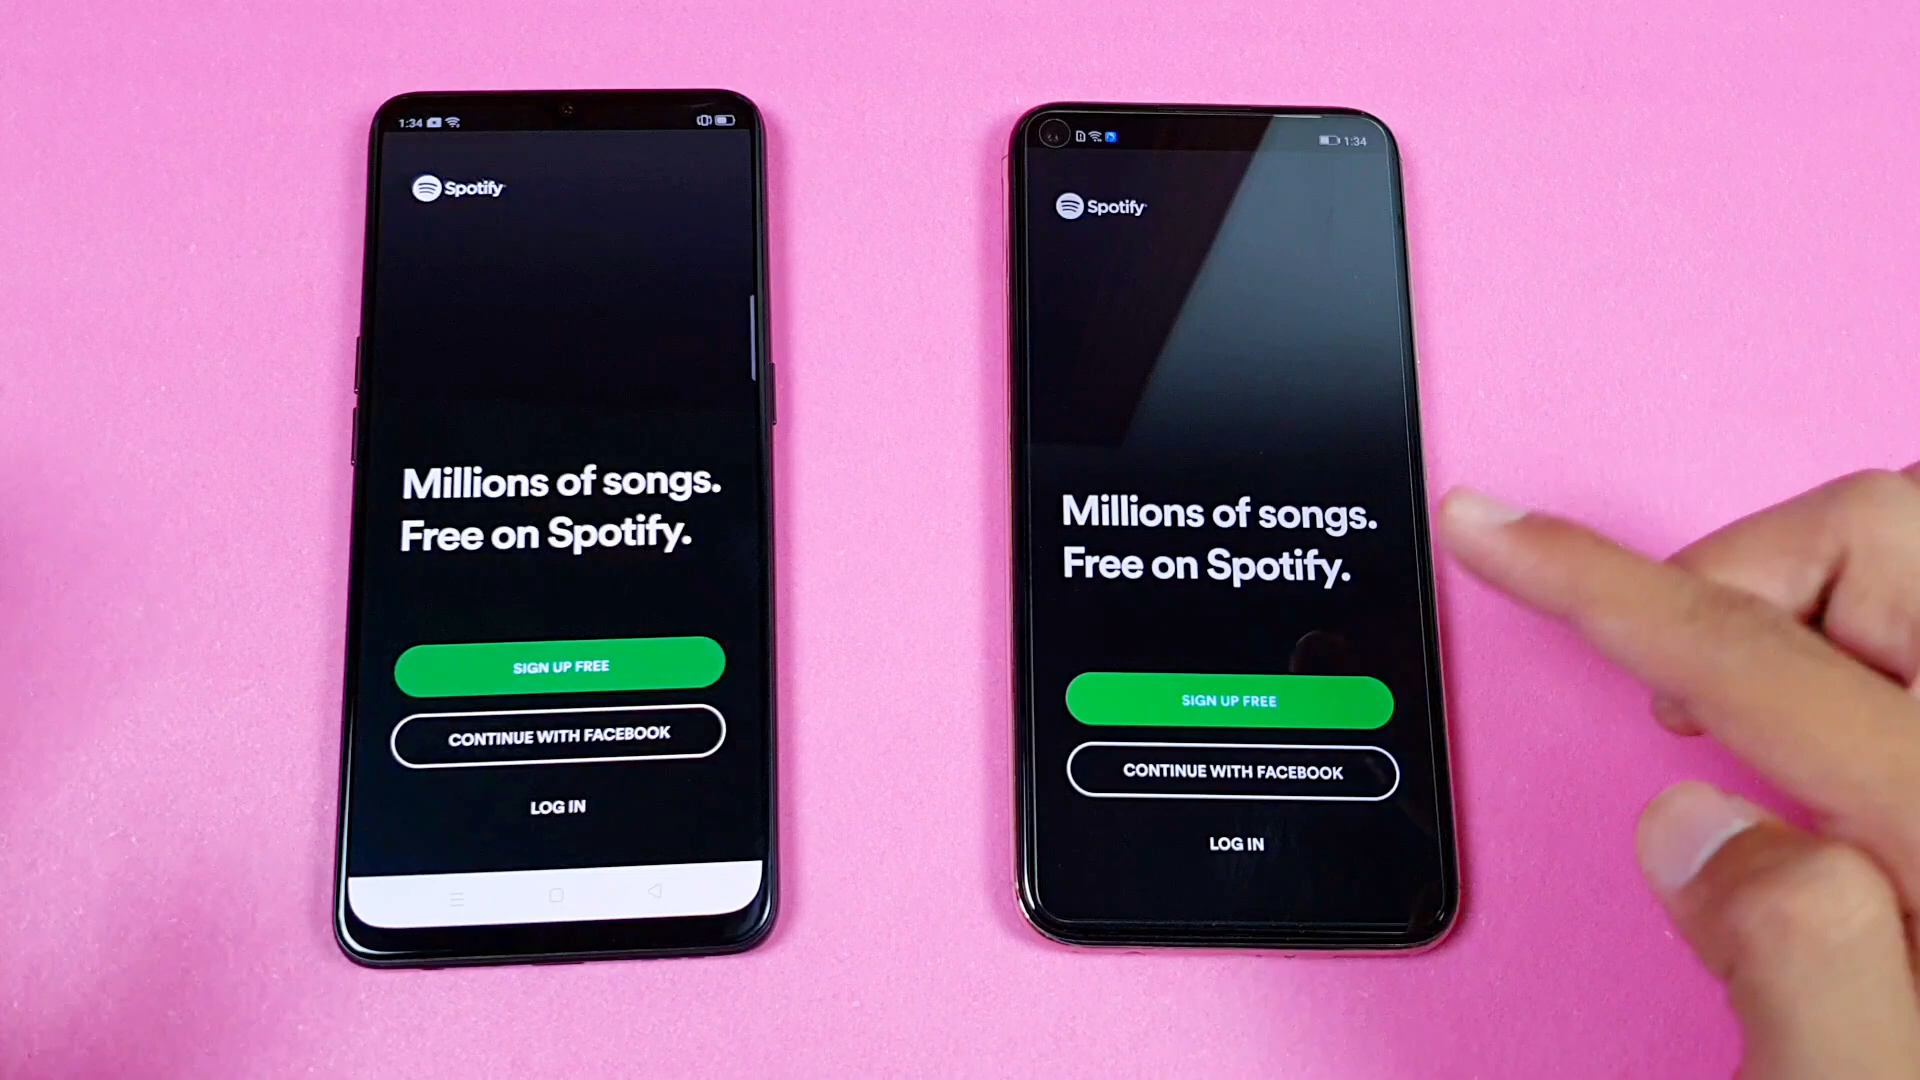 1:34
Spotify
Millions of songs.
Free on Spotify.
SIGN UP FREE
CONTINUE WITH FACEBOOK
LOG IN
1:34
Spotify
Millions of songs.
Free on Spotify.
SIGN UP FREE
CONTINUE WITH FACEBOOK
LOG IN